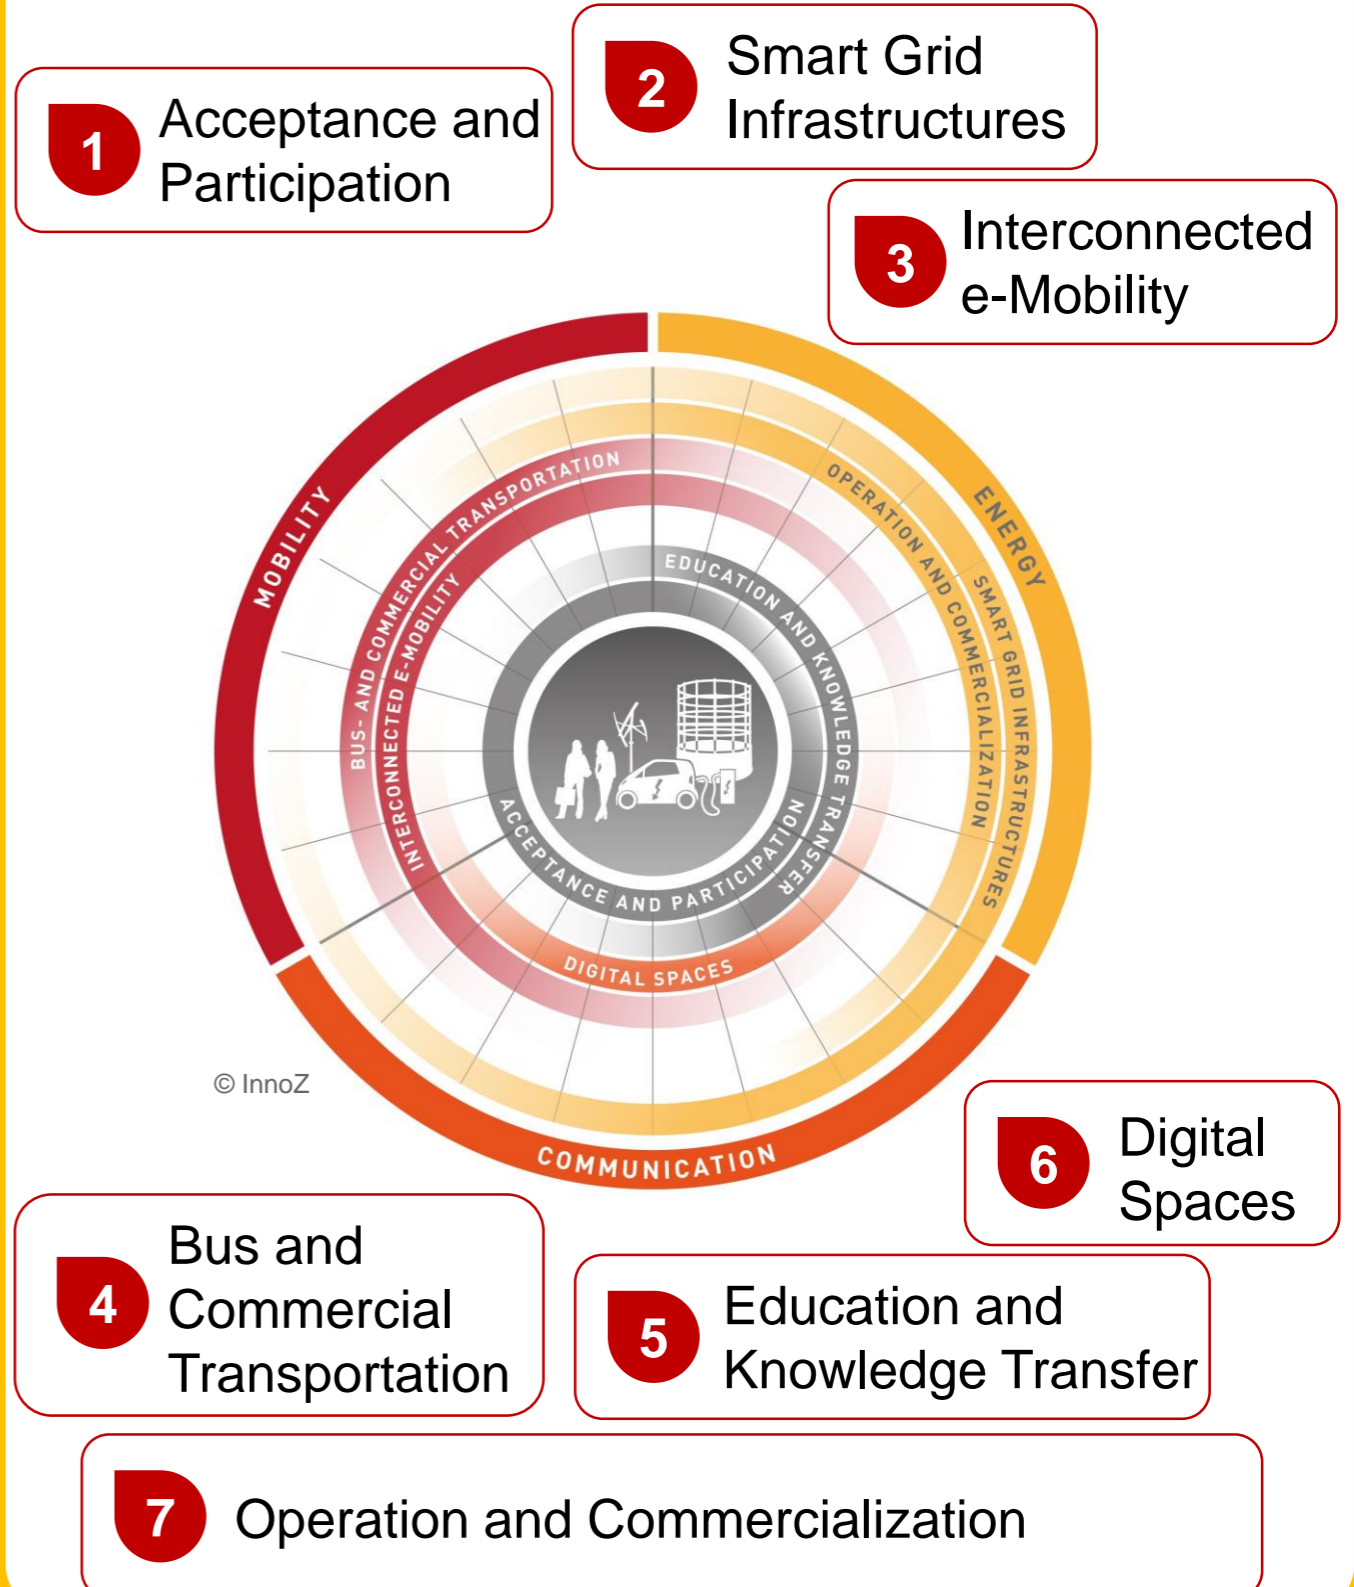 1
Acceptance and
Participation
2
Smart Grid
Infrastructures
3
Interconnected
e-Mobility
MOBILITY
ENERGY
COMMUNICATION
BUS- AND COMMERCIAL TRANSPORTATION
INTERCONNECTED E-MOBILITY
OPERATION AND COMMERCIALIZATION
SMART GRID INFRASTRUCTURES
EDUCATION AND KNOWLEDGE TRANSFER
ACCEPTANCE AND PARTICIPATION
DIGITAL SPACES
© InnoZ
6
Digital
Spaces
4
Bus and
Commercial
Transportation
5
Education and
Knowledge Transfer
7
Operation and Commercialization